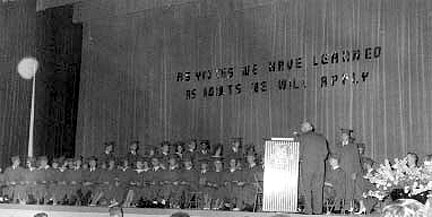 AS YOUTHS WE HAVE LEARNED
AS ADULTS WE WILL APPLY